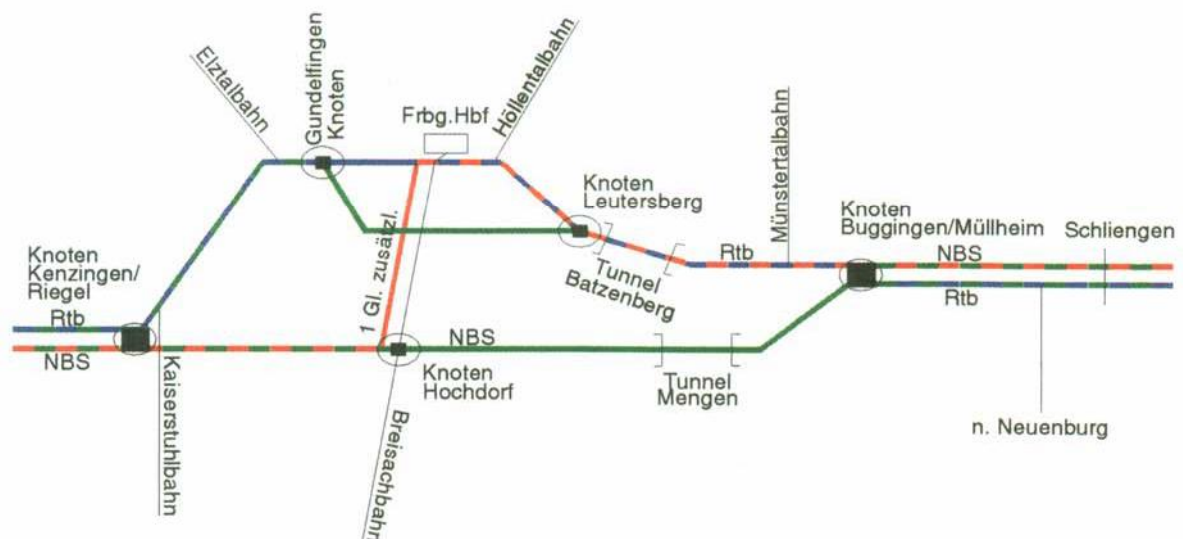 Elztalbahn
Gundelfingen
Knoten
Frbg.Hbf
Höllentalbahn
Knoten
Leutersberg
Münstertalbahn
Knoten
Buggingen/Müllheim
Schliengen
NBS
Rtb
Rtb
Tunnel
Batzenberg
1 Gl. zusätzl.
Knoten
Kenzingen/
Riegel
Rtb
NBS
Kaiserstuhlbahn
NBS
Knoten
Hochdorf
Breisachbahn
Tunnel
Mengen
n. Neuenburg